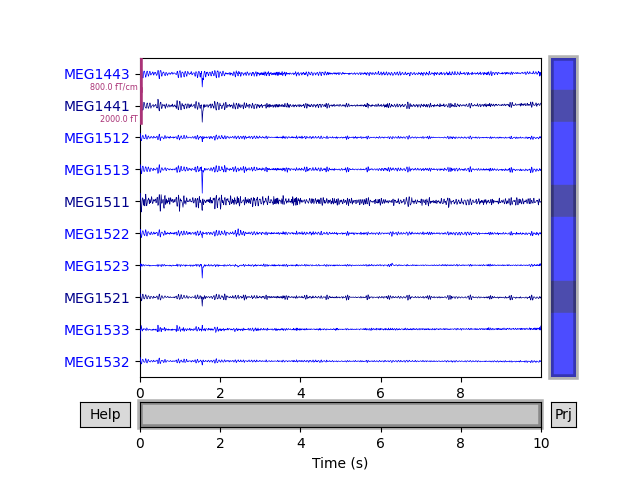 MEG1443
800.0 fT/cm
MEG1441
2000.0 fT
MEG1512
MEG1513
MEG1511
MEG1522
MEG1523
MEG1521
MEG1533
MEG1532
0 2 4 6 8
Help Prj
0 2 4 6 8 10
Time (s)